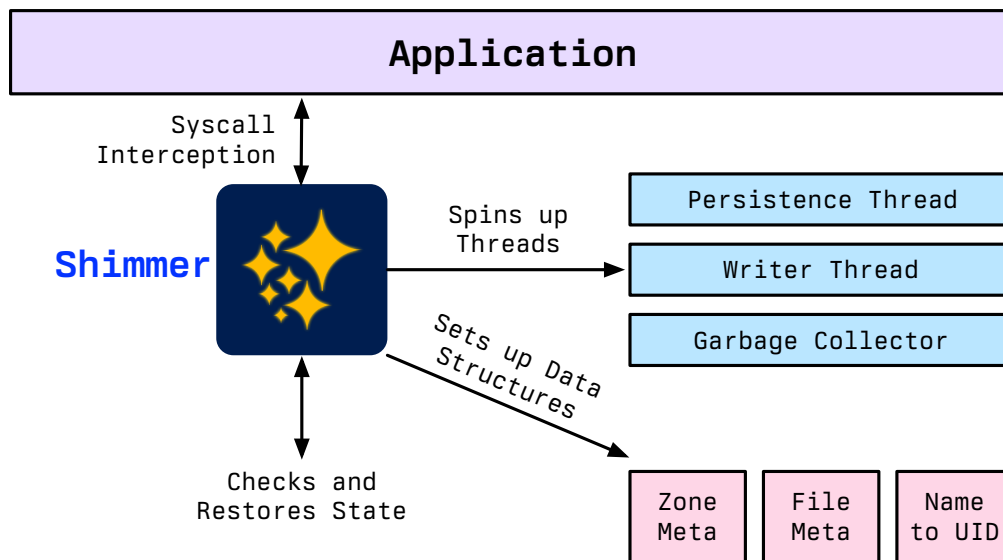 Application
Syscall
Interception
Shimmer
Spins up
Threads
Persistence Thread
Writer Thread
Garbage Collector
Sets up Data
Structures
Checks and
Restores State
Zone
Meta
File
Meta
Name
to UID